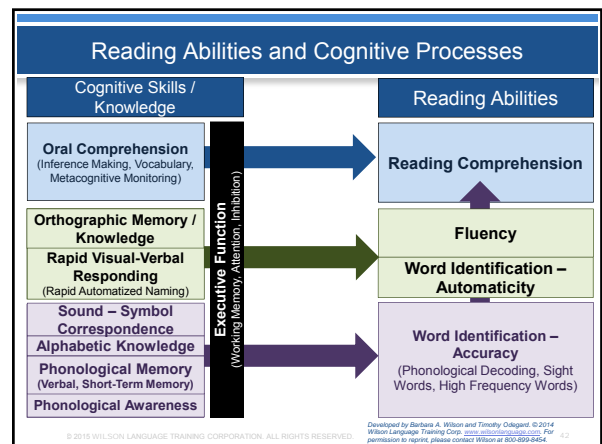 Reading Abilities and Cognitive Processes
Cognitive Skills /
Knowledge
Reading Abilities
Oral Comprehension
(Inference Making, Vocabulary,
Metacognitive Monitoring)
Orthographic Memory /
Knowledge
Rapid Visual-Verbal
Responding
(Rapid Automatized Naming)
Sound – Symbol
Correspondence
Alphabetic Knowledge
Phonological Memory
(Verbal, Short-Term Memory)
Phonological Awareness
Executive Function
(Working Memory, Attention, Inhibition)
Reading Comprehension
Fluency
Word Identification –
Automaticity
Word Identification –
Accuracy
(Phonological Decoding, Sight
Words, High Frequency Words)
© 2015 WILSON LANGUAGE TRAINING CORPORATION. ALL RIGHTS RESERVED.
Developed by Barbara A. Wilson and Timothy Odegard. ©2014
Wilson Language Training Corp. www.wilsonlanguage.com. For
permission to reprint, please contact Wilson at 800-899-8454.
42